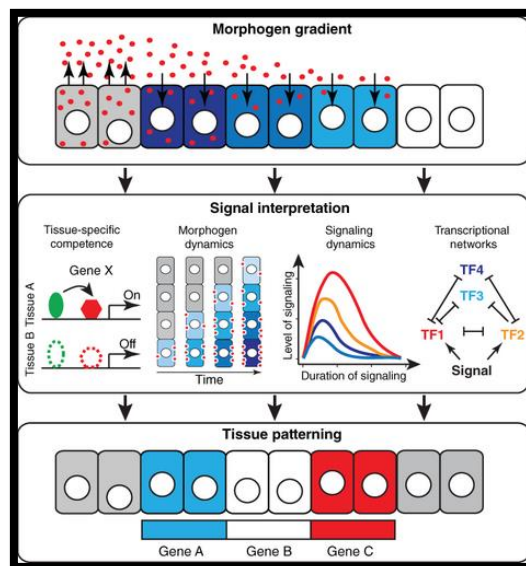 Morphogen gradient
Signal interpretation
Tissue-specific
competence
Gene X
Tissue A
On
Tissue B
Off
Morphogen
dynamics
Time
Signaling
dynamics
Level of signaling
Duration of signaling
Transcriptional
networks
TF4
TF3
TF1
TF2
Signal
Tissue patterning
Gene A
Gene B
Gene C